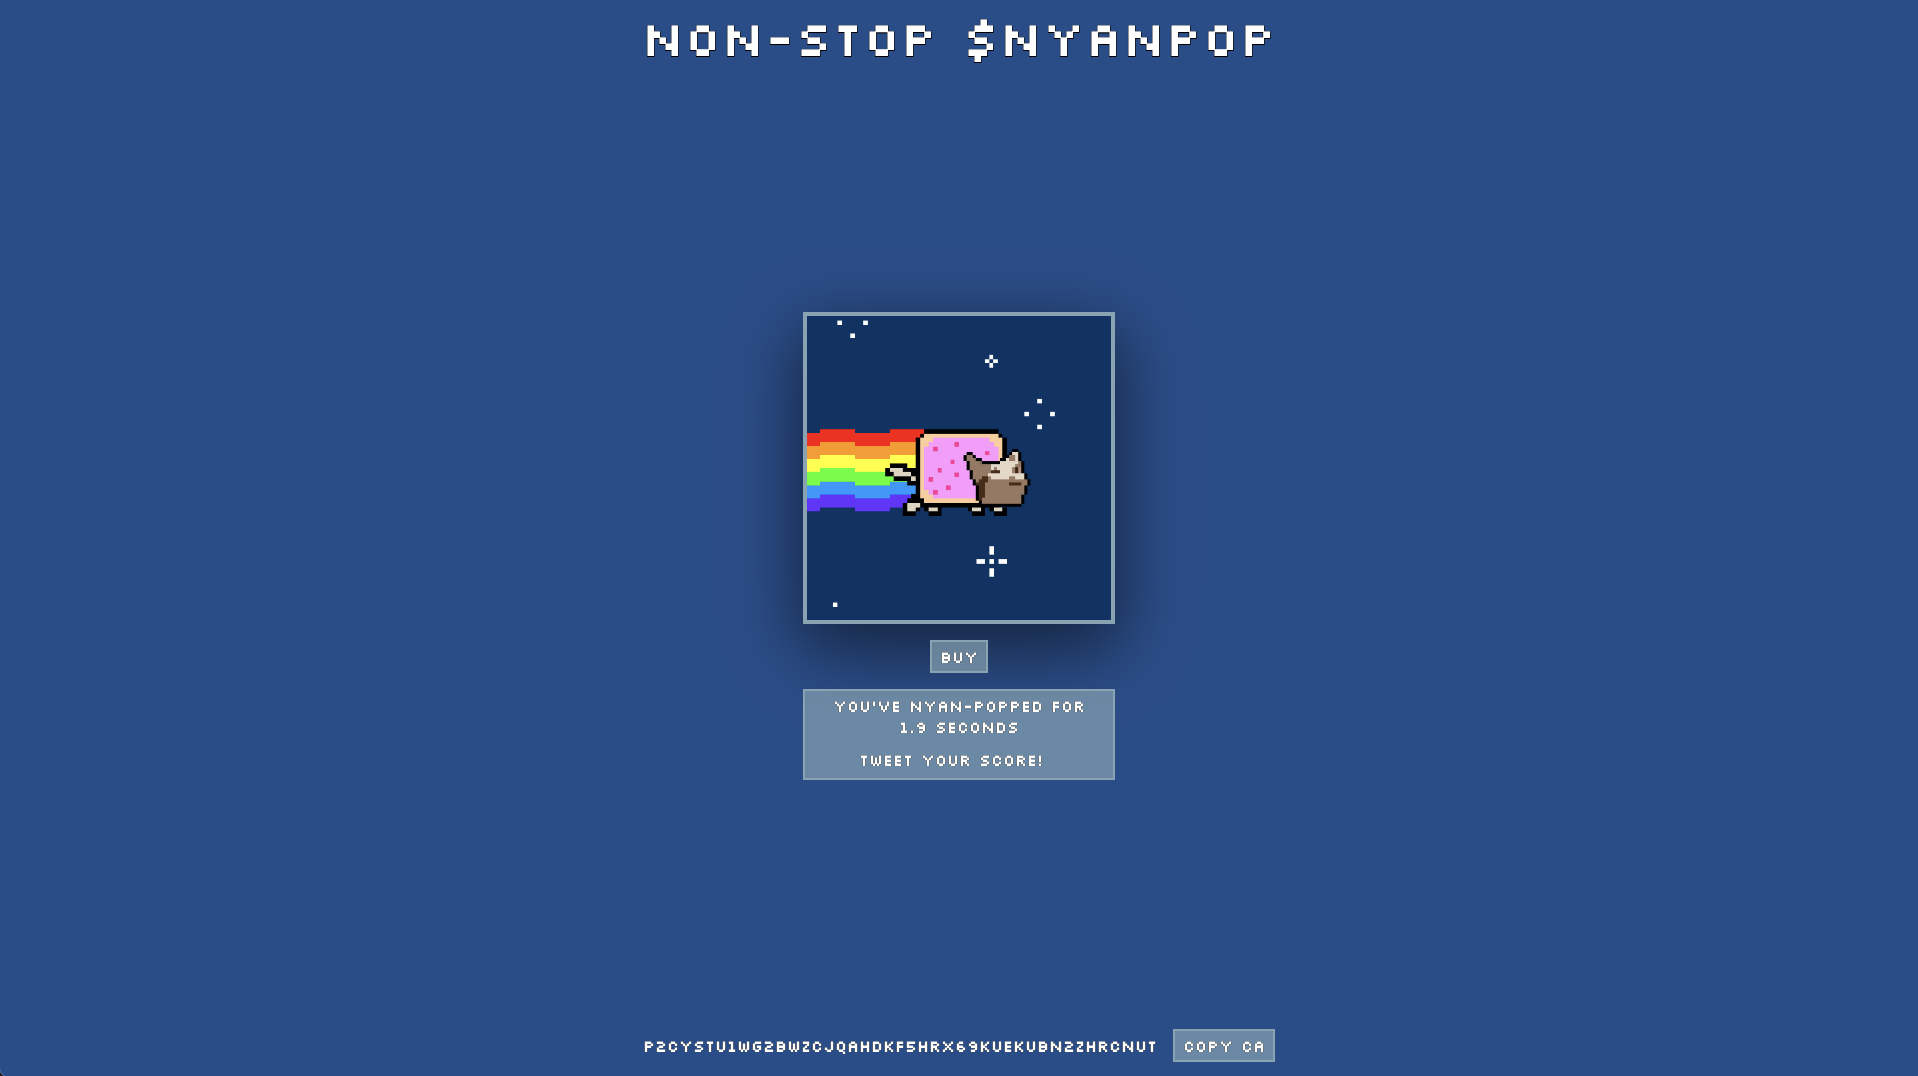 NON-STOP $NYANPOP
BUY
YOU'VE NYAN-POPPED FOR
1.9 SECONDS
TWEET YOUR SCORE!
P2CYSTU1WG2BWZCJQAHDKF5HRX69KUEKUBN2ZHRCNUT
COPY CA